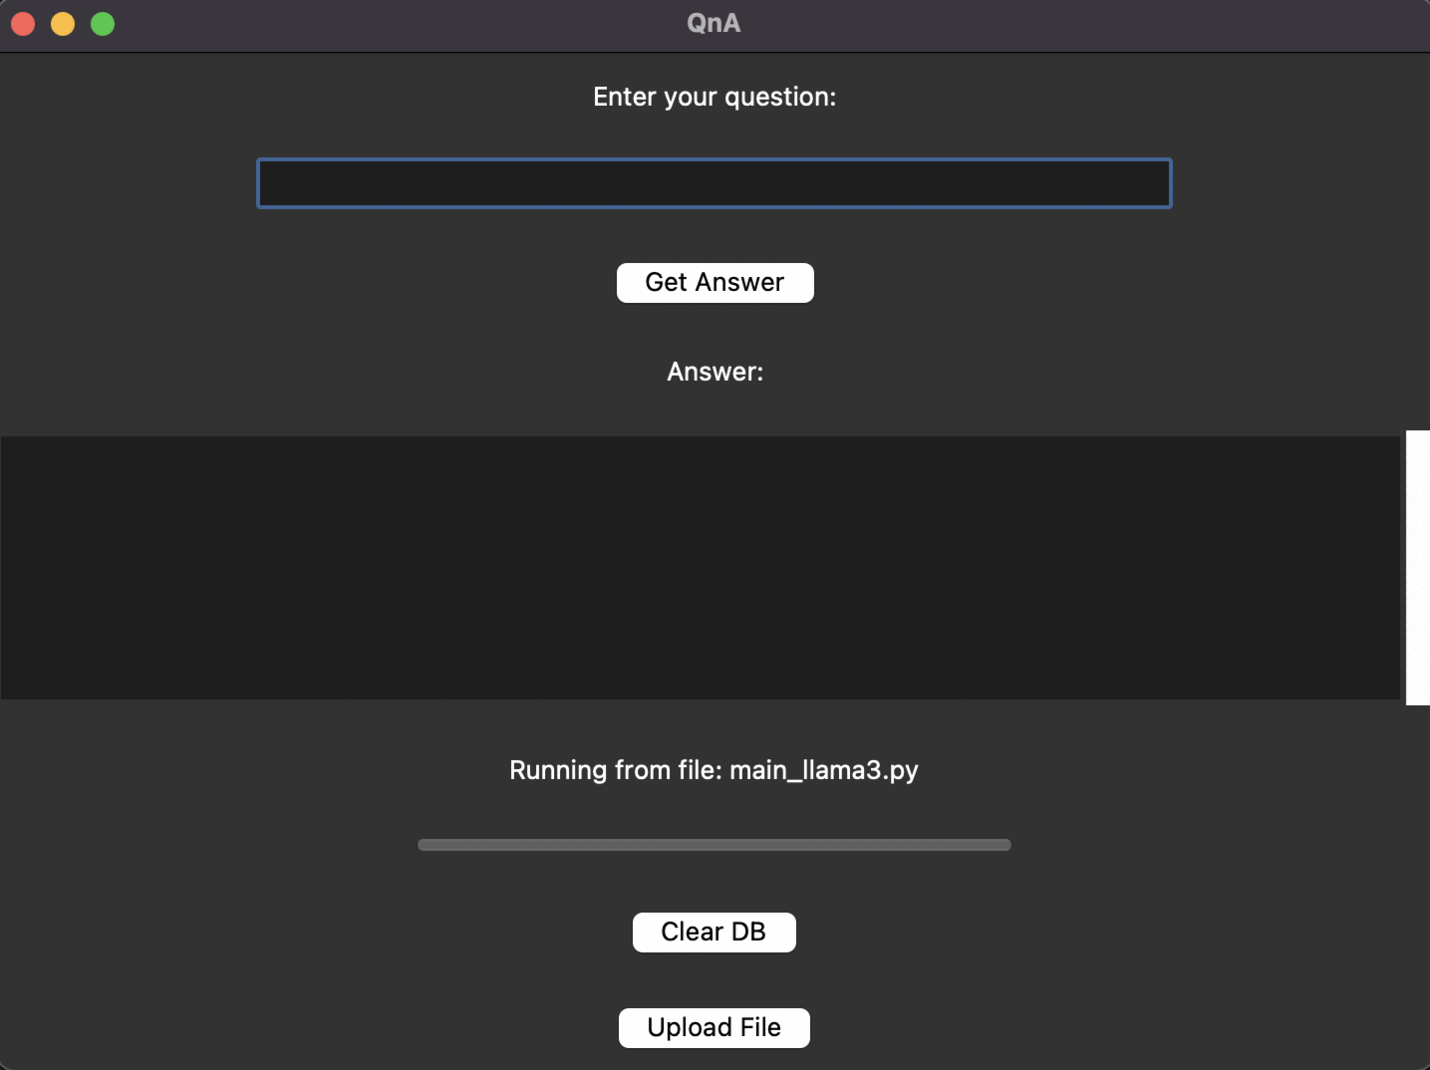 QnA
Enter your question:
Get Answer
Answer:
Running from file: main_llama3.py
Clear DB
Upload File